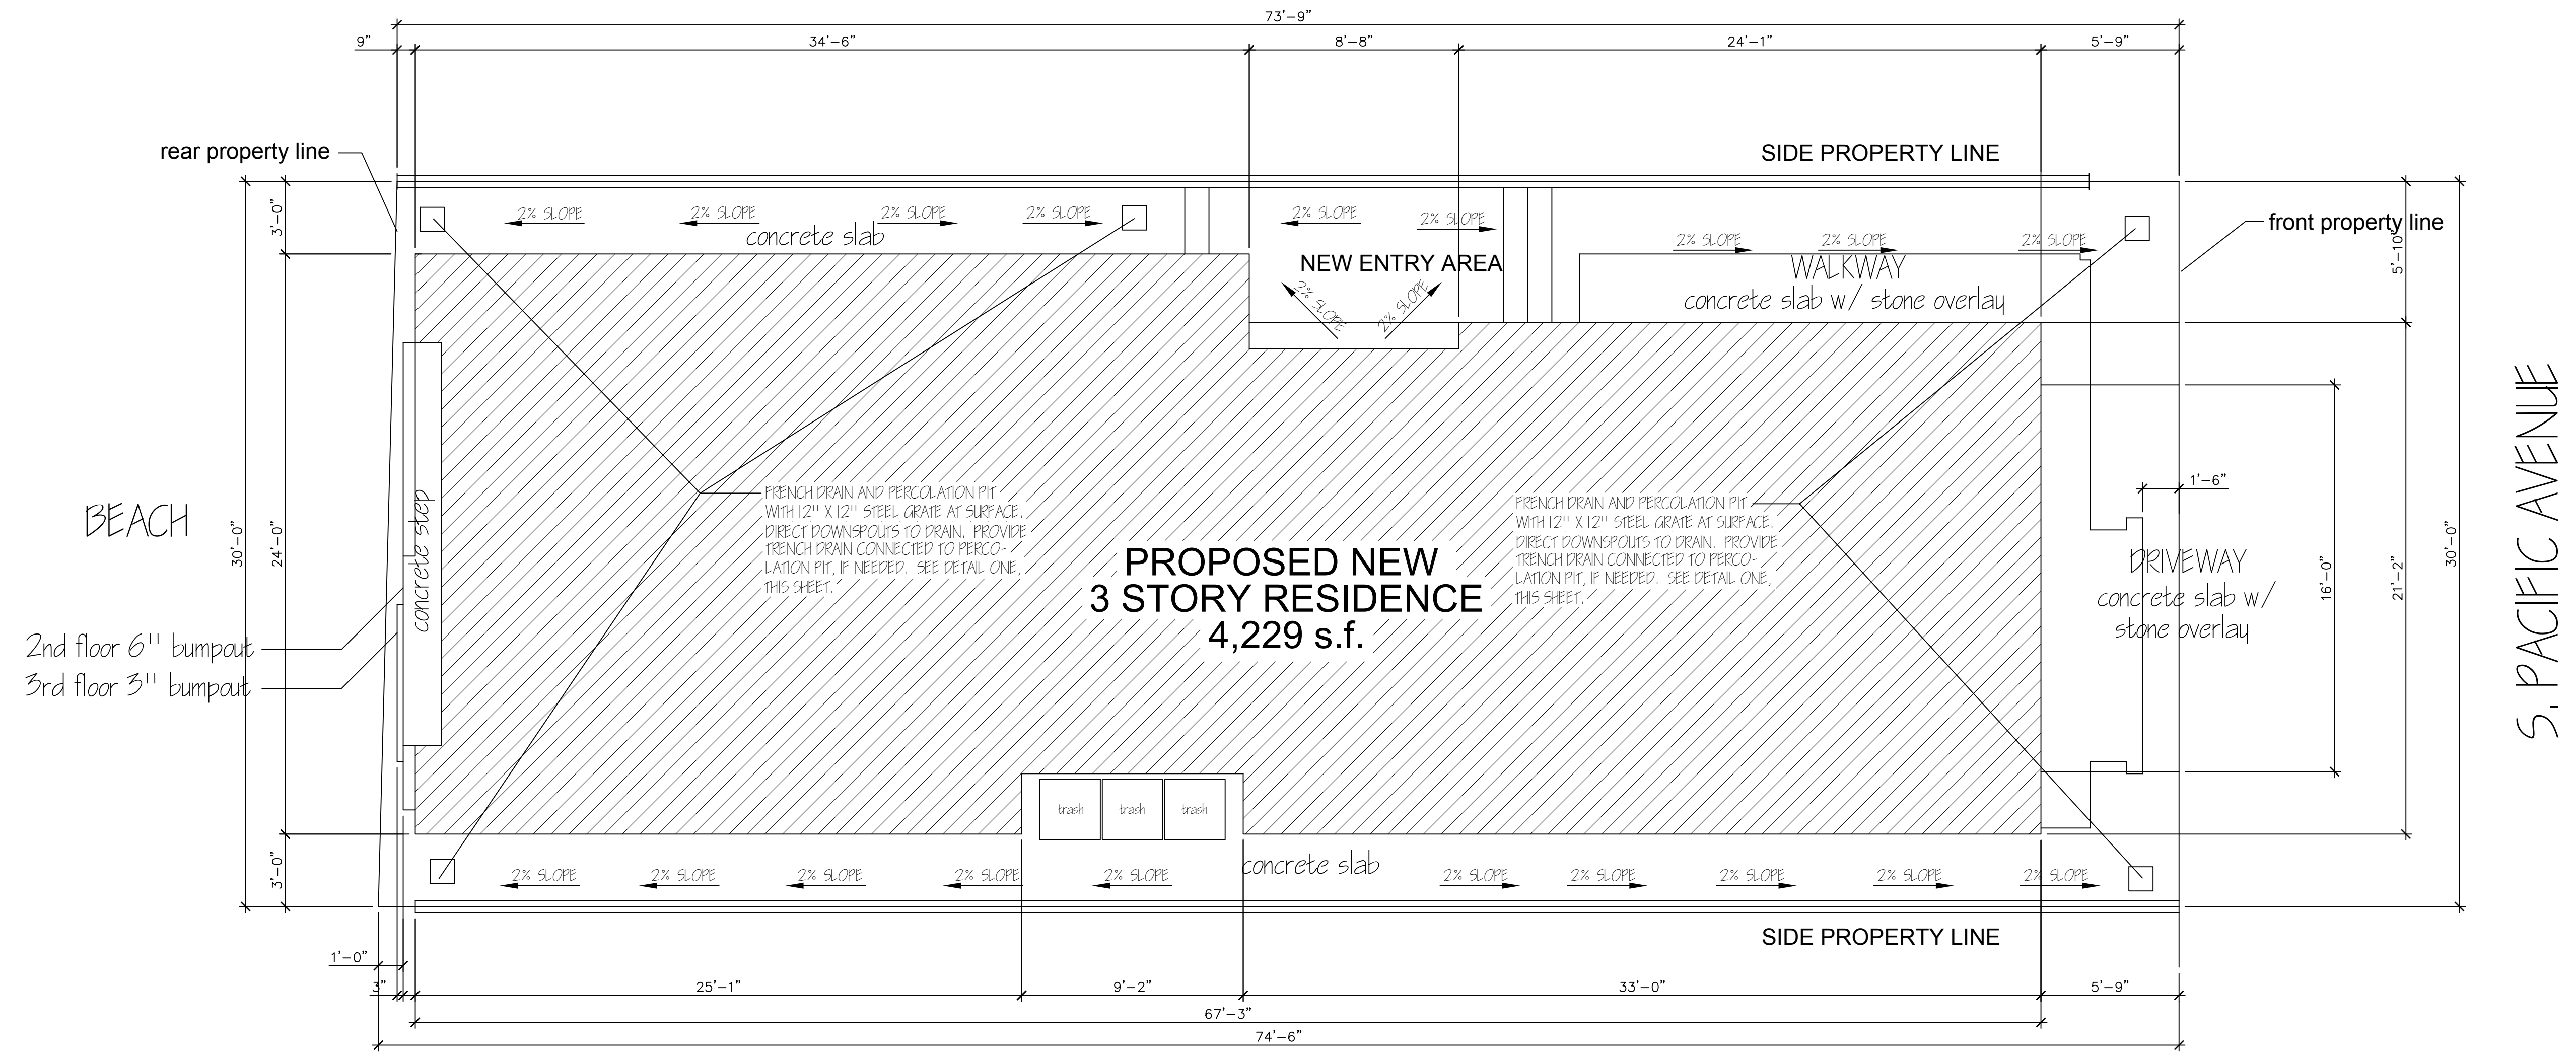 73'-9"
9"
34'-6"
8'-8"
24'-1"
5'-9"
rear property line
SIDE PROPERTY LINE
3'-0"
2% SLOPE
2% SLOPE
2% SLOPE
2% SLOPE
2% SLOPE
2% SLOPE
front property line
concrete slab
2% SLOPE
2% SLOPE
2% SLOPE
5'-10"
NEW ENTRY AREA
WALKWAY
concrete slab w/ stone overlay
2% SLOPE
2% SLOPE
BEACH
30'-0"
24'-0"
concrete step
FRENCH DRAIN AND PERCOLATION PIT
WITH 12" X 12" STEEL GRATE AT SURFACE.
DIRECT DOWNSPOUTS TO DRAIN. PROVIDE
TRENCH DRAIN CONNECTED TO PERCO-
LATION PIT, IF NEEDED. SEE DETAIL ONE,
THIS SHEET.
FRENCH DRAIN AND PERCOLATION PIT
WITH 12" X 12" STEEL GRATE AT SURFACE.
DIRECT DOWNSPOUTS TO DRAIN. PROVIDE
TRENCH DRAIN CONNECTED TO PERCO-
LATION PIT, IF NEEDED. SEE DETAIL ONE,
THIS SHEET.
PROPOSED NEW
3 STORY RESIDENCE
4,229 s.f.
1'-6"
DRIVEWAY
concrete slab w/
stone overlay
16'-0"
21'-2"
30'-0"
S. PACIFIC AVENUE
2nd floor 6" bumpout
3rd floor 3" bumpout
trash
trash
trash
3'-0"
concrete slab
2% SLOPE
2% SLOPE
2% SLOPE
2% SLOPE
2% SLOPE
2% SLOPE
2% SLOPE
2% SLOPE
2% SLOPE
2% SLOPE
SIDE PROPERTY LINE
1'-0"
3"
25'-1"
9'-2"
33'-0"
5'-9"
67'-3"
74'-6"